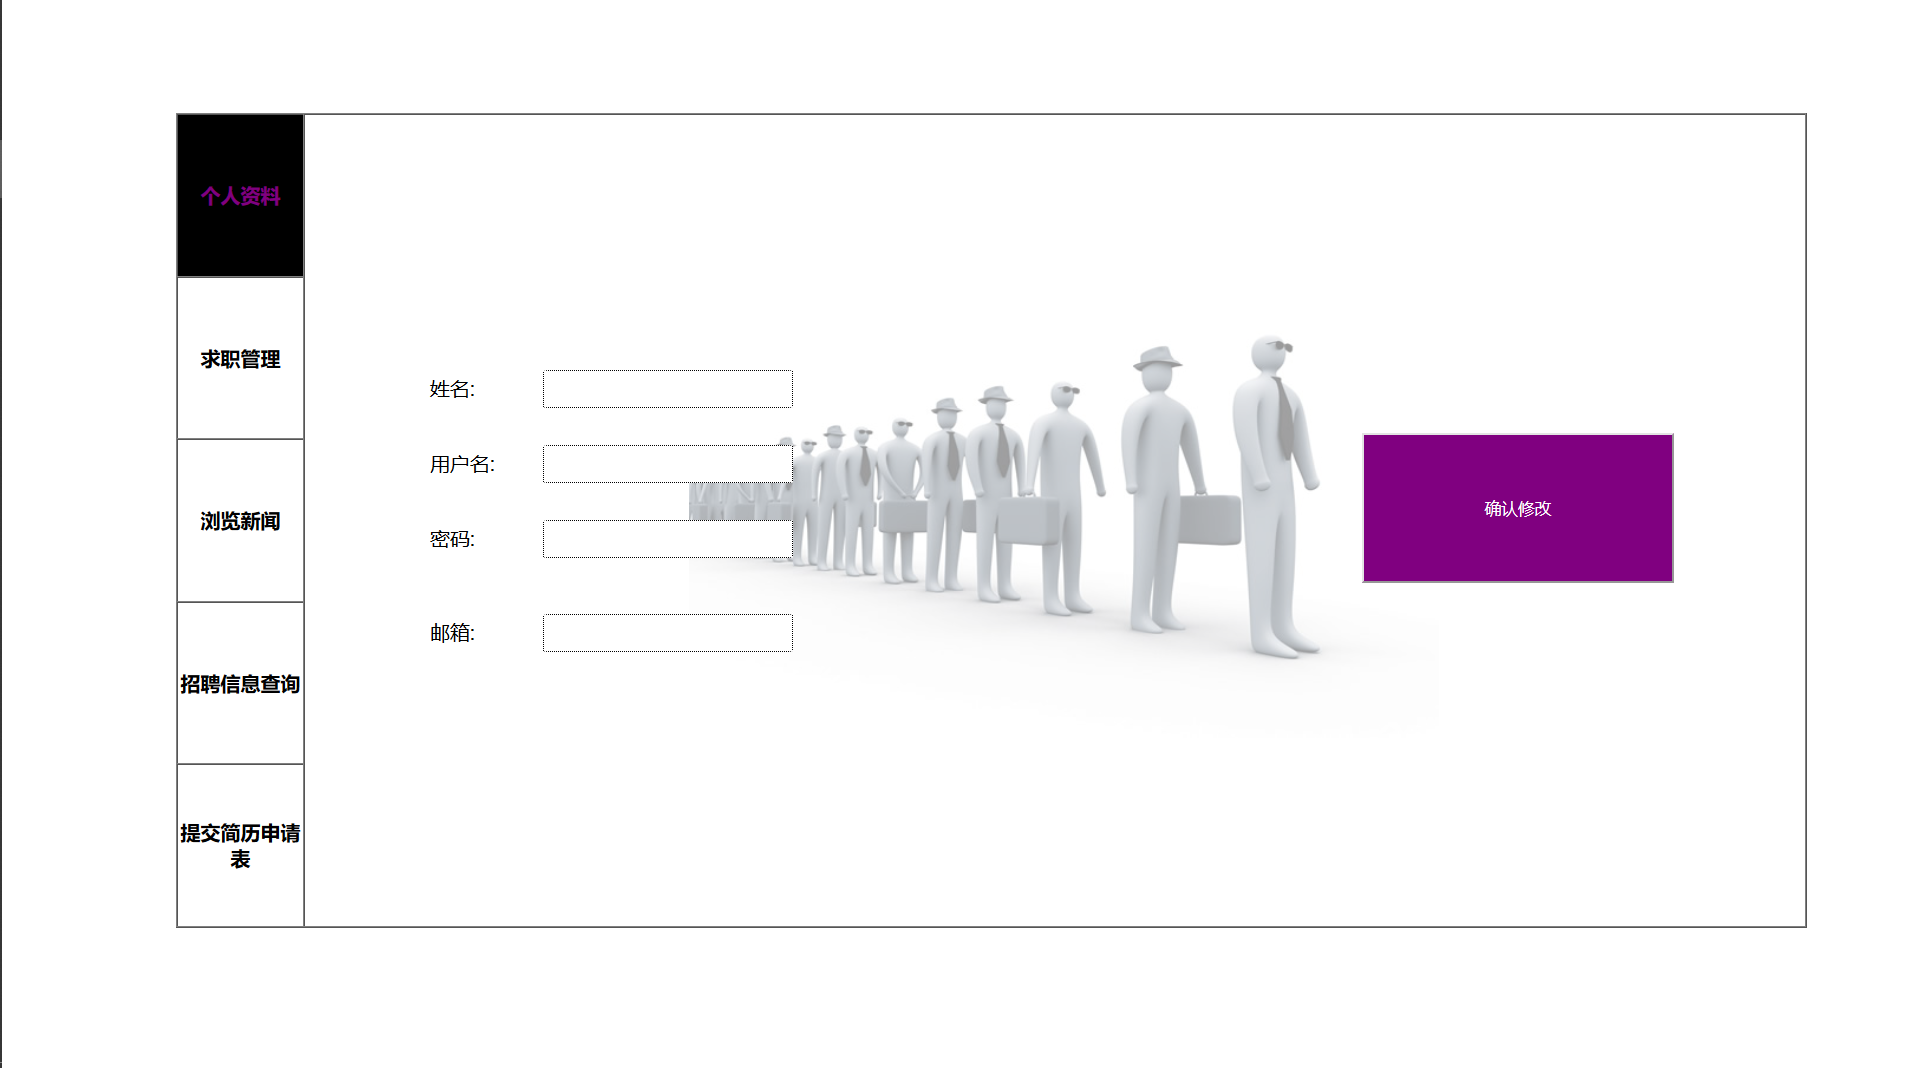 个人资料
求职管理
浏览新闻
招聘信息查询
提交简历申请
表
姓名:
用户名:
密码:
邮箱:
确认修改